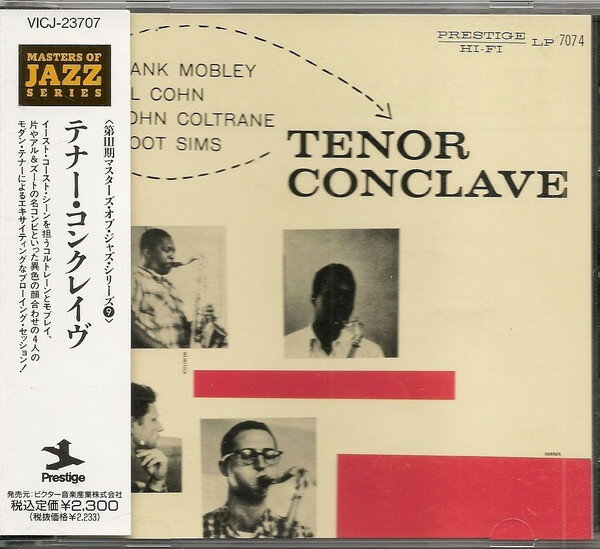 VICJ-23707
MASTERS OF
JAZZ
SERIES
〈第III期マスターズ・オブ・ジャズ・シリーズ❾〉
テナー・コンクレイヴ
イースト・コースト・シーンを担うコルトレーンとモブレイ、
片やアル&ズートの名コンビといった異色の顔合わせの4人の
モダン・テナーによるエキサイティングなブローイング・セッション!
Prestige
発売元:ビクター音楽産業株式会社
税込定価¥2,300
(税抜価格¥2,233)
PRESTIGE LP 7074
HI-FI
ANK MOBLEY
L COHN
OHN COLTRANE
OOT SIMS
TENOR
CONCLAVE
HANNAN